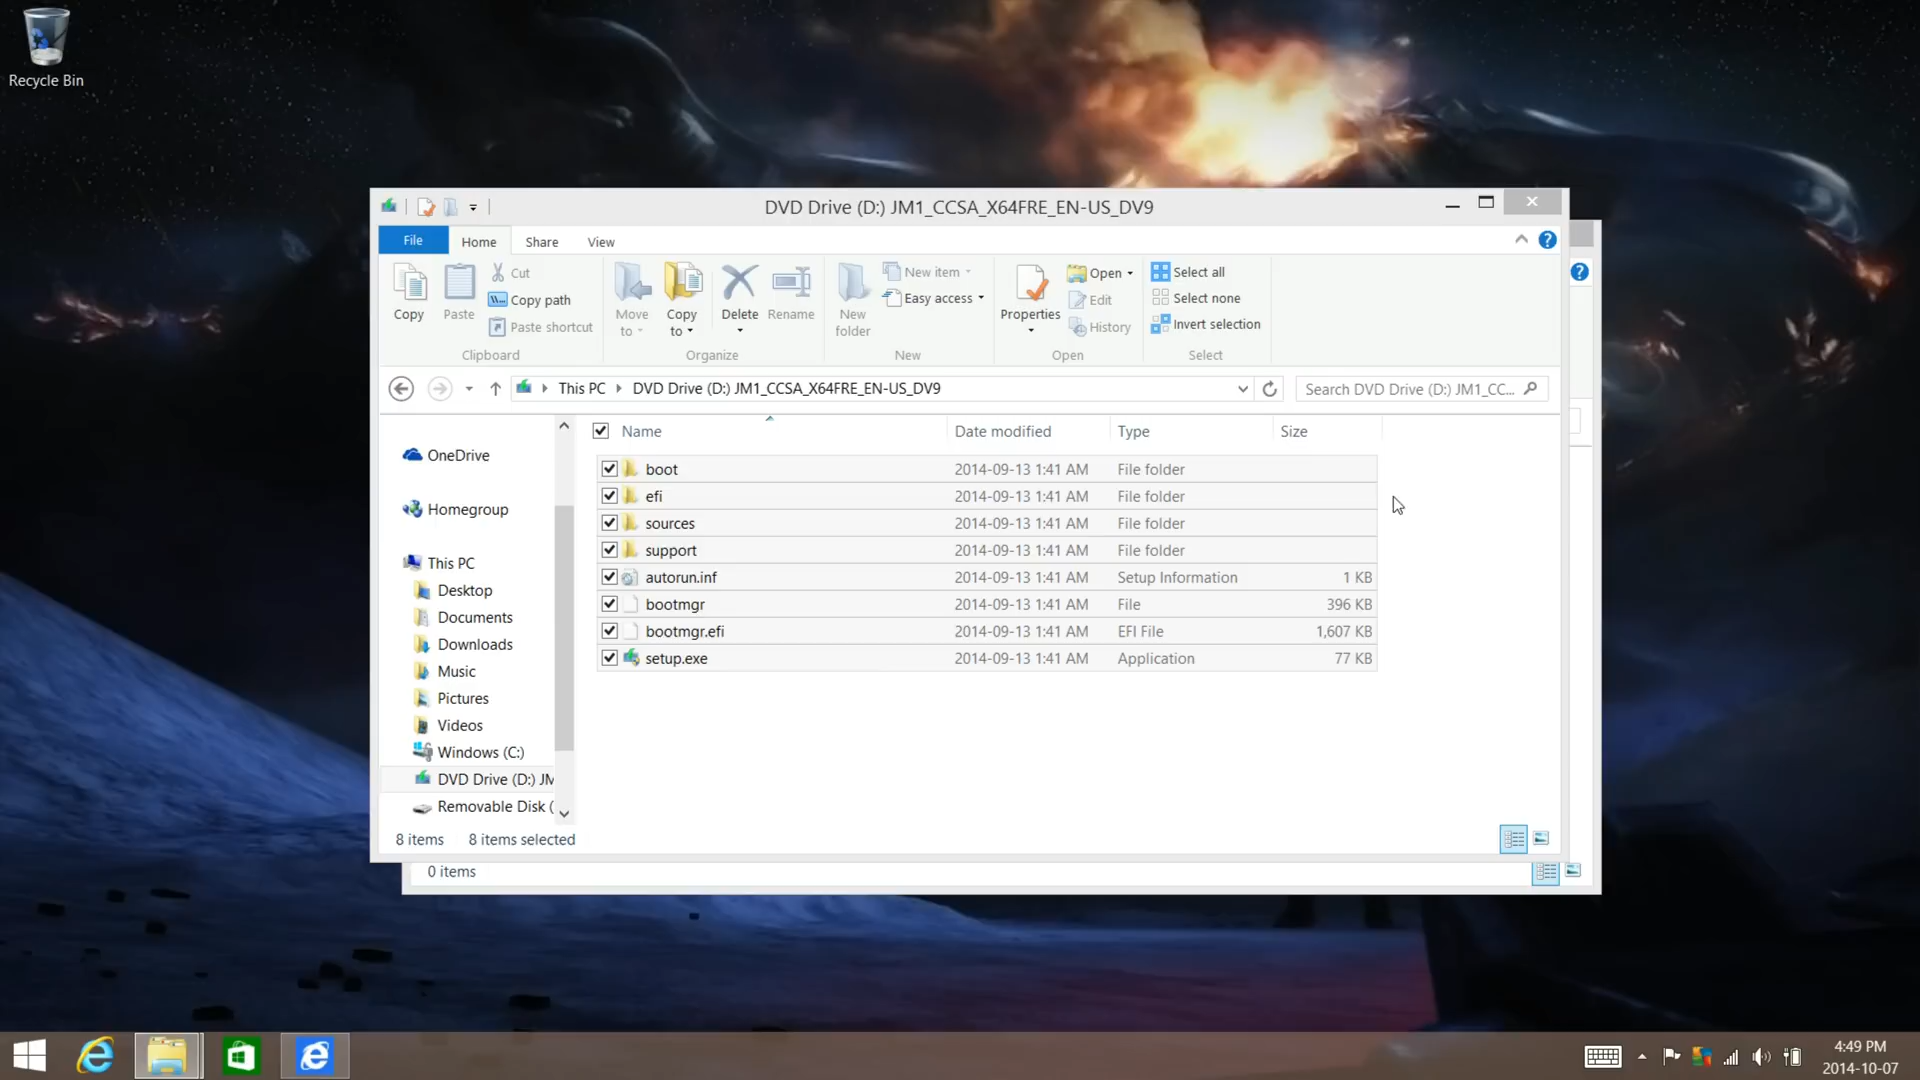 Recycle Bin
DVD Drive (D:) JM1_CCSA_X64FRE_EN-US_DV9
File Home Share View
Copy
Paste
Cut
Copy path
Paste shortcut
Clipboard
Move to
Copy to
Delete
Rename
Organize
New folder
New item
Easy access
New
Properties
Open
Edit
History
Open
Select all
Select none
Invert selection
Select
This PC DVD Drive (D:) JM1_CCSA_X64FRE_EN-US_DV9
Search DVD Drive (D:) JM1_CC...
OneDrive
Homegroup
This PC
Desktop
Documents
Downloads
Music
Pictures
Videos
Windows (C:)
DVD Drive (D:) JM
Removable Disk (
Name Date modified Type Size
boot 2014-09-13 1:41 AM File folder
efi 2014-09-13 1:41 AM File folder
sources 2014-09-13 1:41 AM File folder
support 2014-09-13 1:41 AM File folder
autorun.inf 2014-09-13 1:41 AM Setup Information 1 KB
bootmgr 2014-09-13 1:41 AM File 396 KB
bootmgr.efi 2014-09-13 1:41 AM EFI File 1,607 KB
setup.exe 2014-09-13 1:41 AM Application 77 KB
8 items 8 items selected
0 items
4:49 PM
2014-10-07